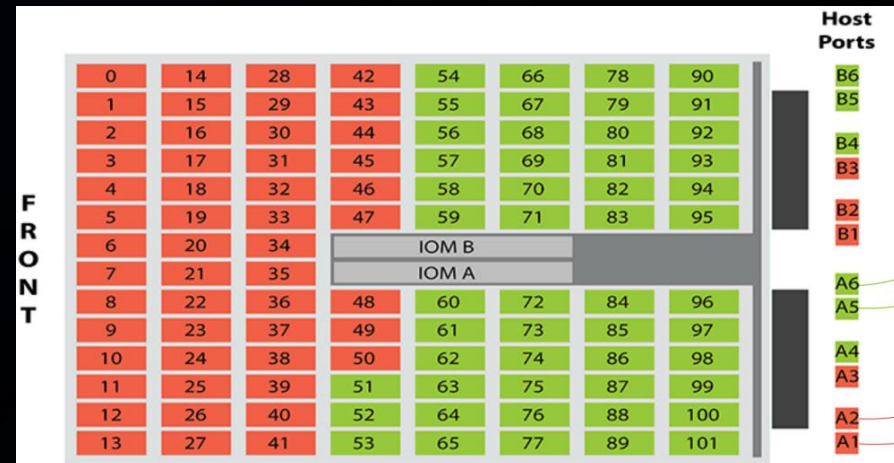 Host
Ports
0 14 28 42 54 66 78 90 B6
1 15 29 43 55 67 79 91 B5
2 16 30 44 56 68 80 92
3 17 31 45 57 69 81 93 B4
B3
4 18 32 46 58 70 82 94
5 19 33 47 59 71 83 95 B2
B1
6 20 34 IOM B
7 21 35 IOM A
A6
8 22 36 48 60 72 84 96 A5
9 23 37 49 61 73 85 97
10 24 38 50 62 74 86 98 A4
11 25 39 51 63 75 87 99 A3
12 26 40 52 64 76 88 100 A2
13 27 41 53 65 77 89 101 A1
FRONT